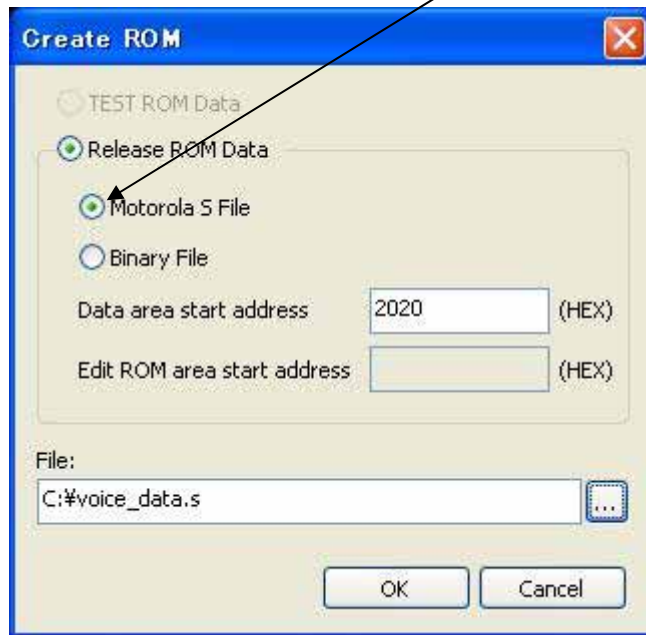 Create ROM
TEST ROM Data
Release ROM Data
Motorola S File
Binary File
Data area start address 2020 (HEX)
Edit ROM area start address (HEX)
File:
C:¥voice_data.s ...
OK Cancel